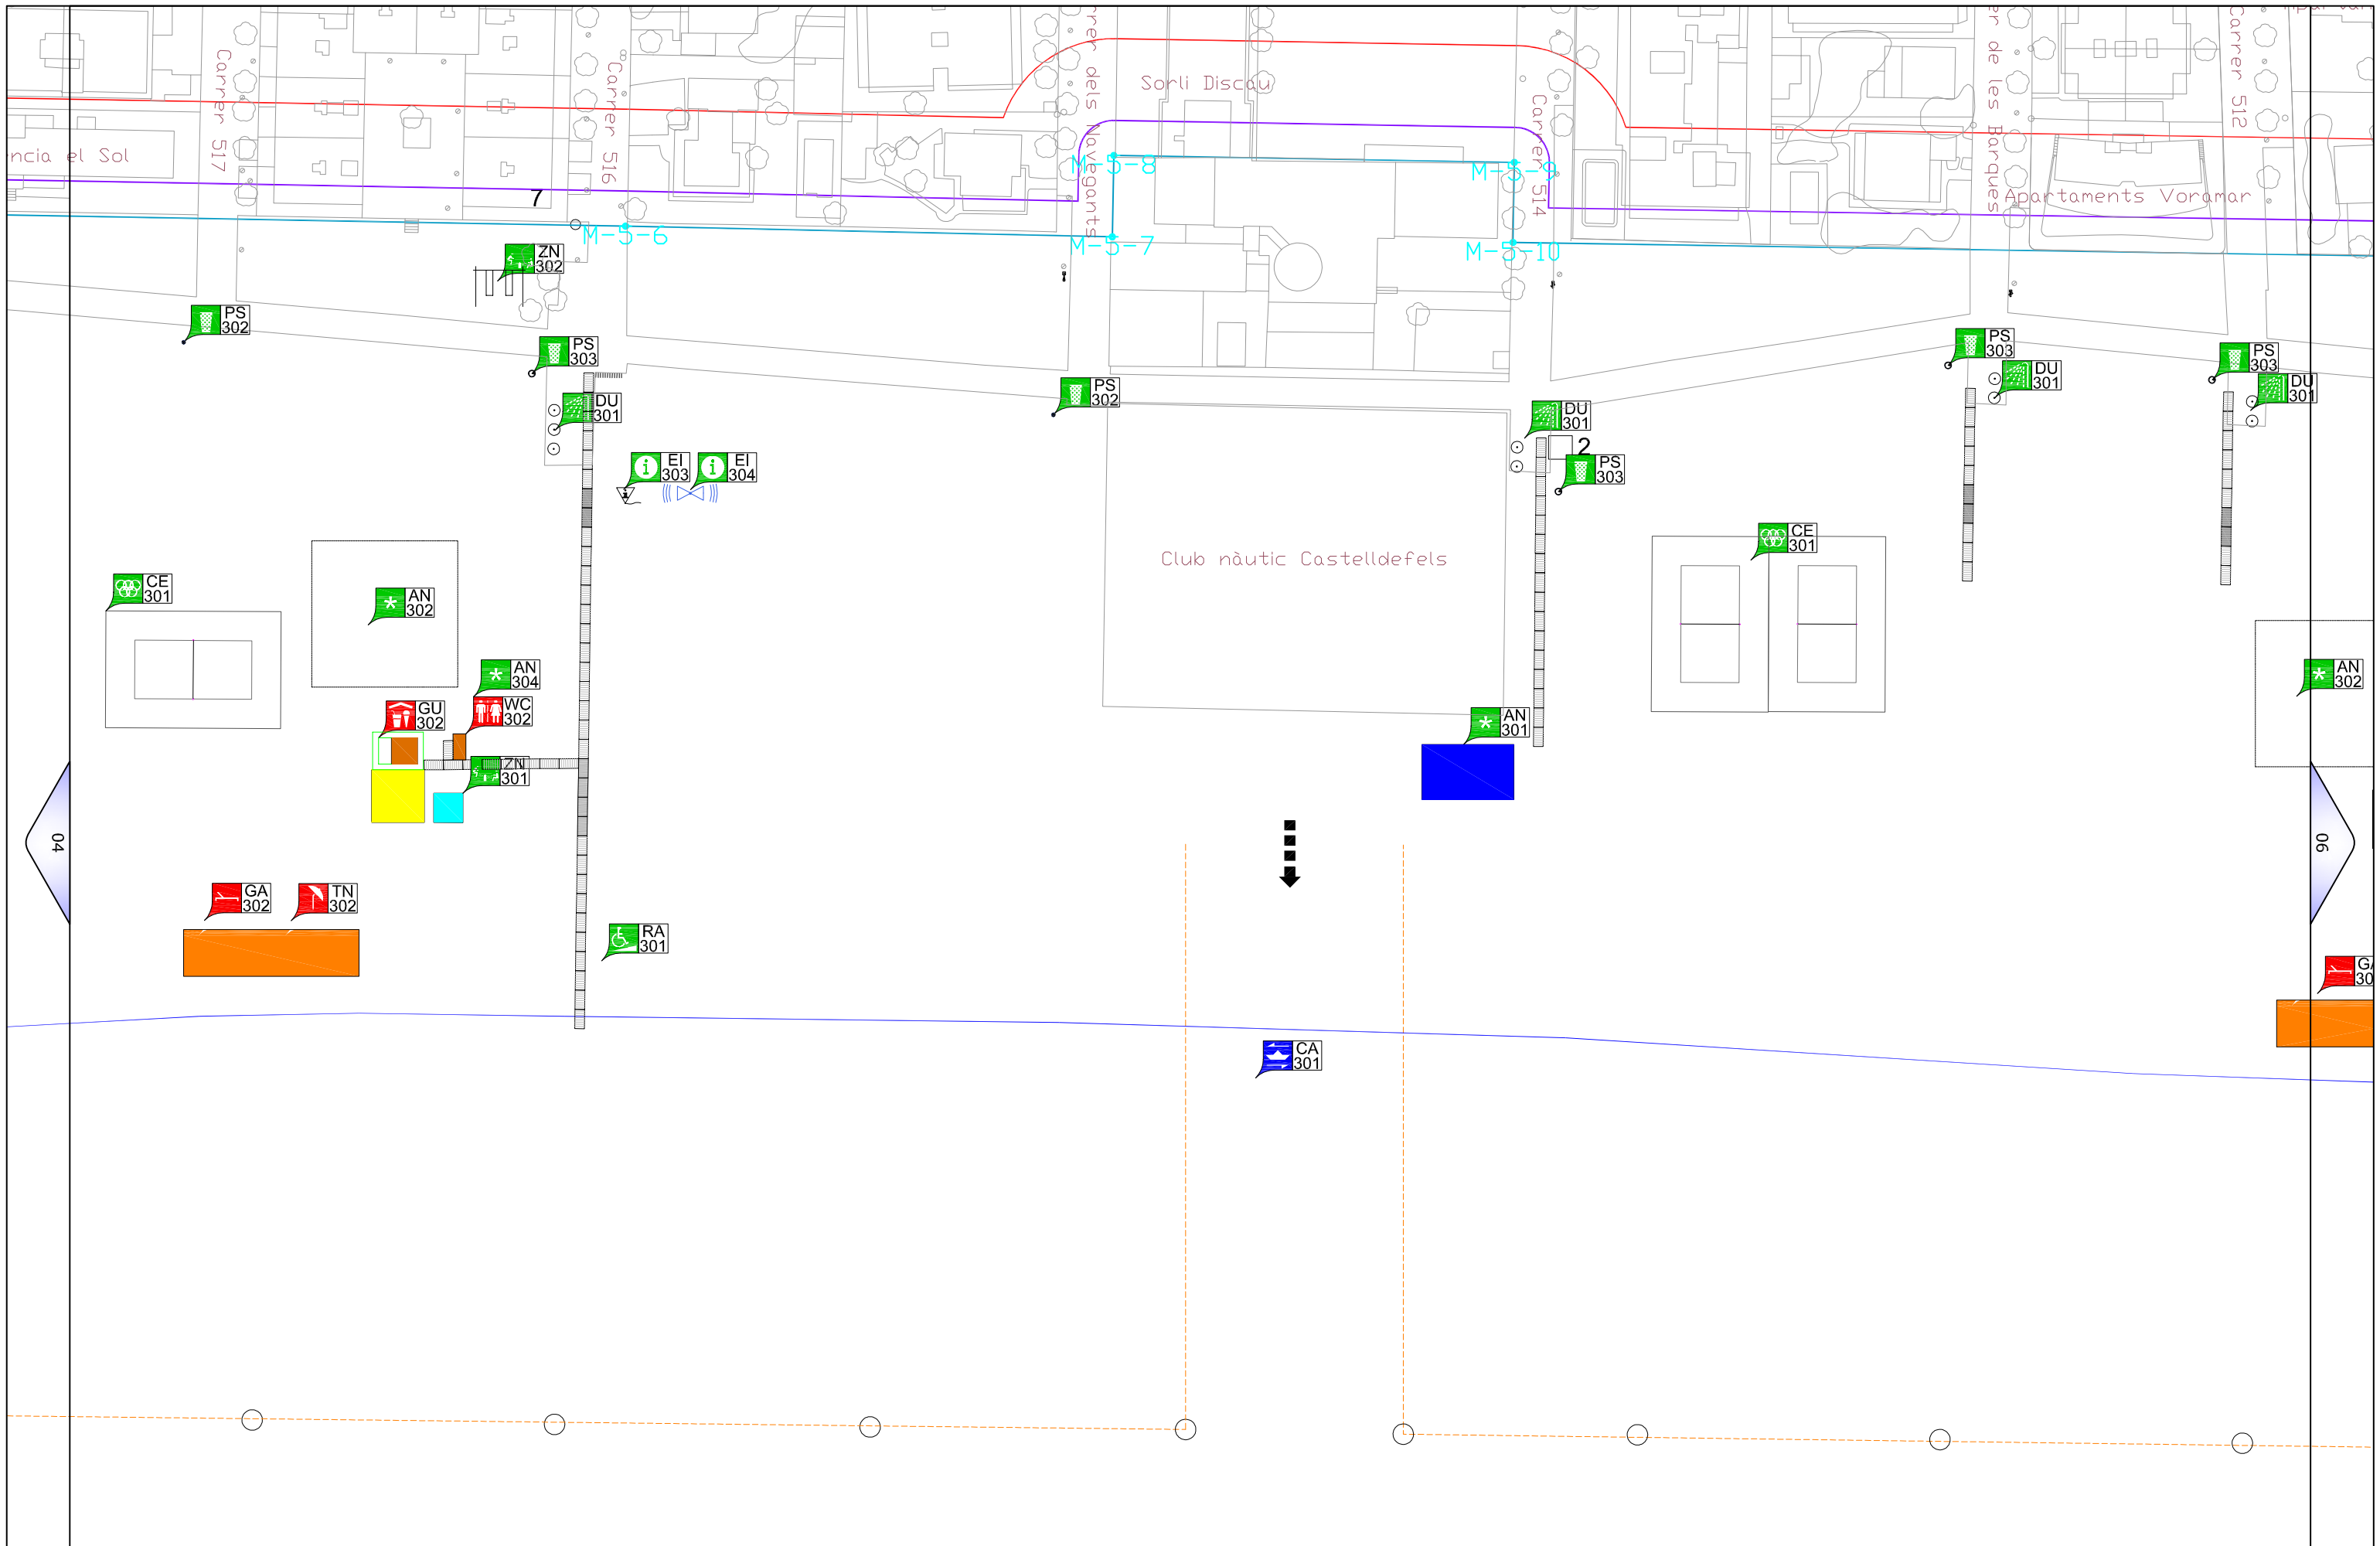 Carrer 517
Carrer 516
rrer dels Navegants
Sorli Discau
Carrer 514
er de les Barques
Carrer 512
ncia el Sol
Apartaments Voramar
7
M-5-6
M-5-7
M-5-8
M-5-9
M-5-10
ZN
302
PS
302
PS
303
DU
301
PS
302
DU
301
2
PS
303
PS
303
DU
301
PS
303
DU
301
EI
303
EI
304
Club nàutic Castelldefels
CE
301
CE
301
AN
302
AN
304
AN
302
GU
302
WC
302
AN
301
ZN
301
04
06
GA
302
TN
302
RA
301
GA
30
CA
301